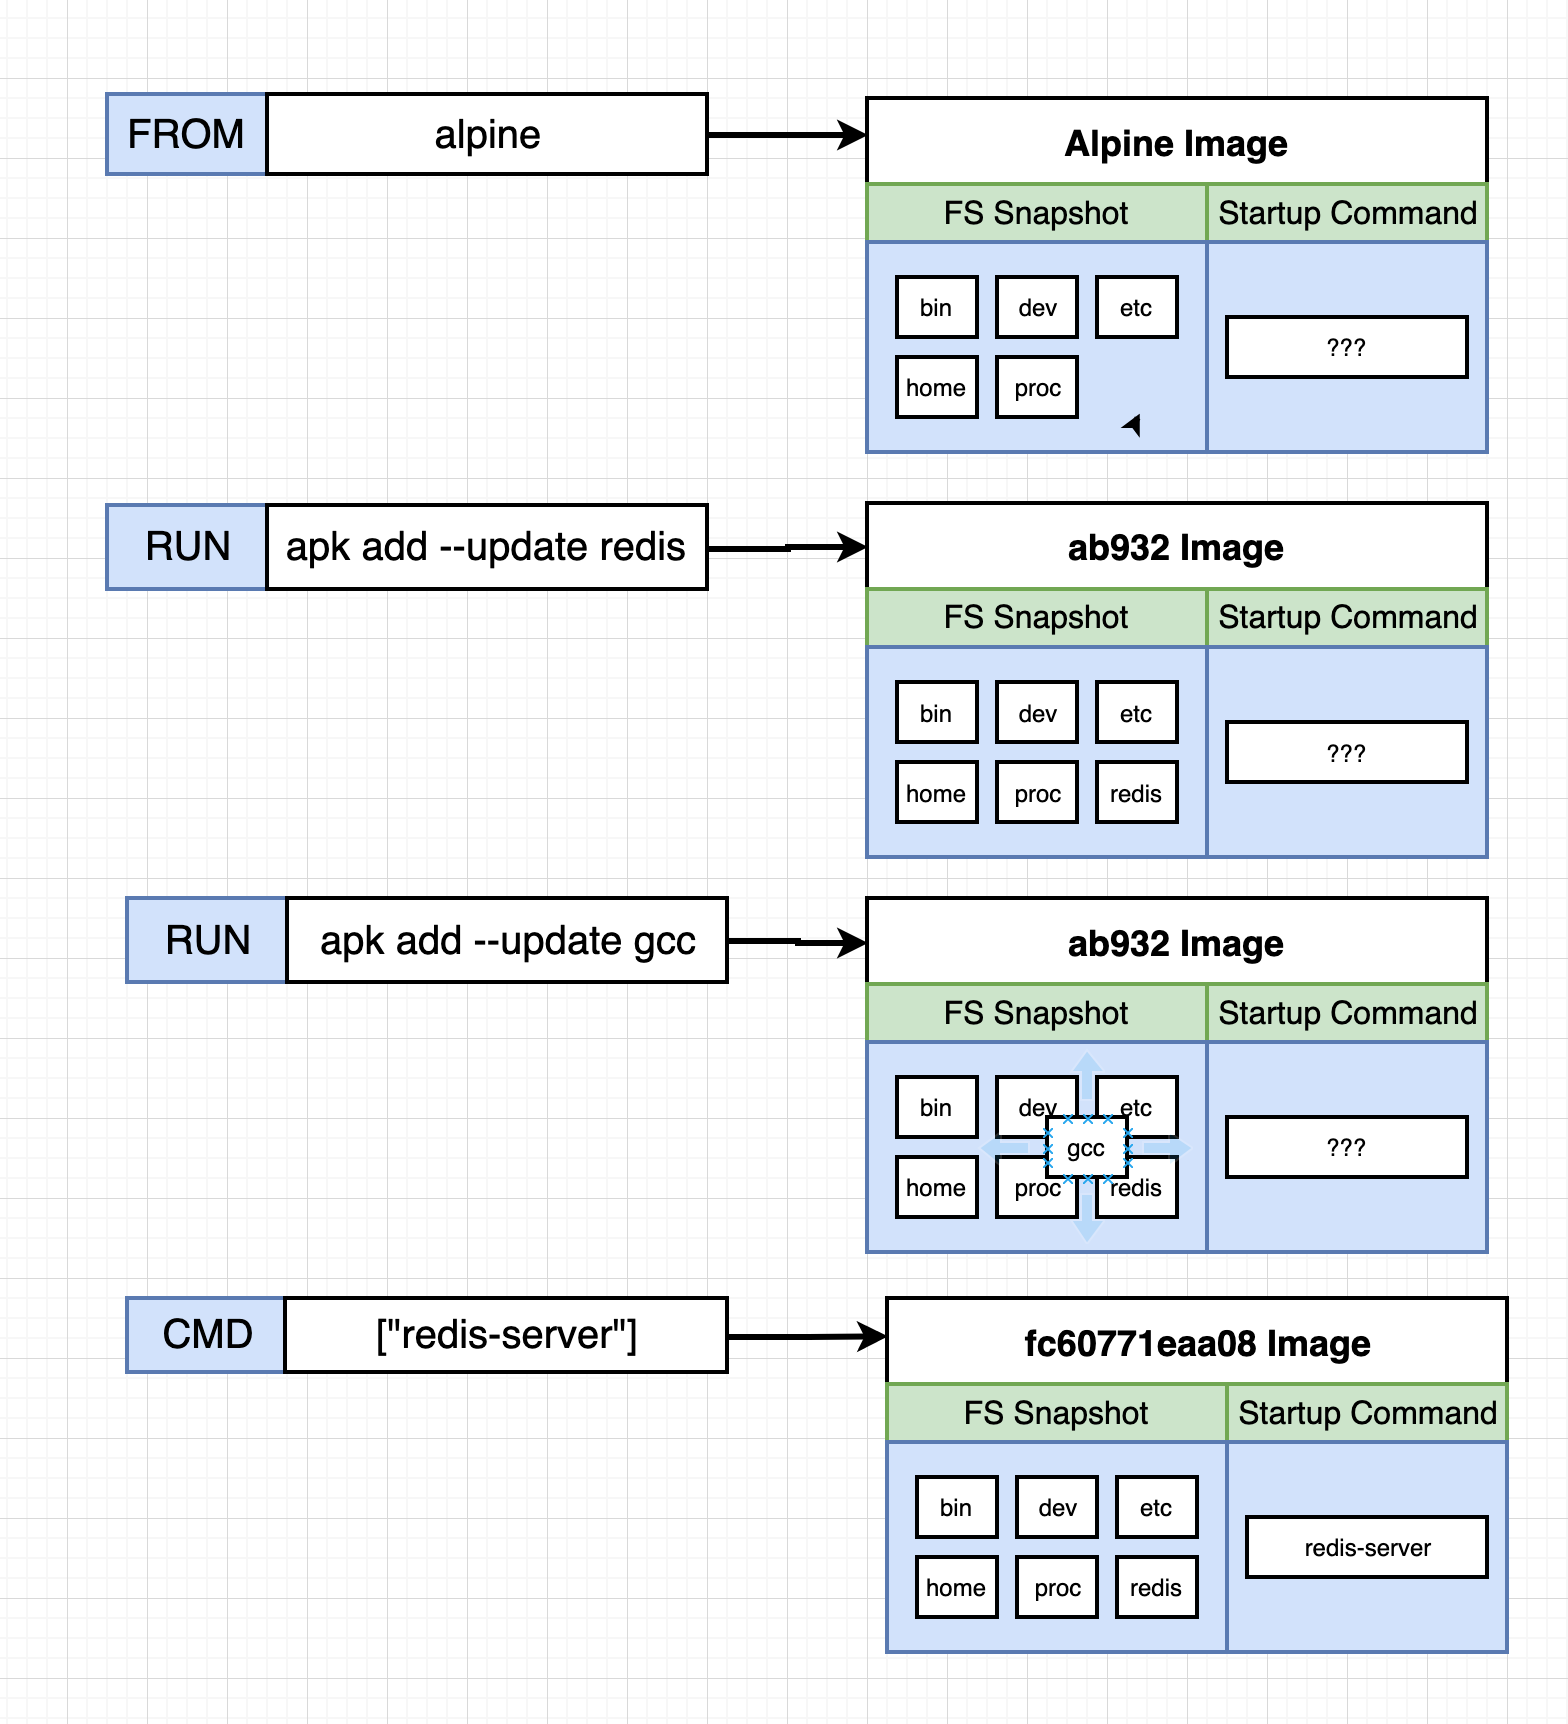 FROM alpine
Alpine Image
FS Snapshot Startup Command
bin dev etc
???
home proc
RUN apk add --update redis
ab932 Image
FS Snapshot Startup Command
bin dev etc
???
home proc redis
RUN apk add --update gcc
ab932 Image
FS Snapshot Startup Command
bin dev etc
gcc ???
home proc redis
CMD ["redis-server"]
fc60771eaa08 Image
FS Snapshot Startup Command
bin dev etc
redis-server
home proc redis